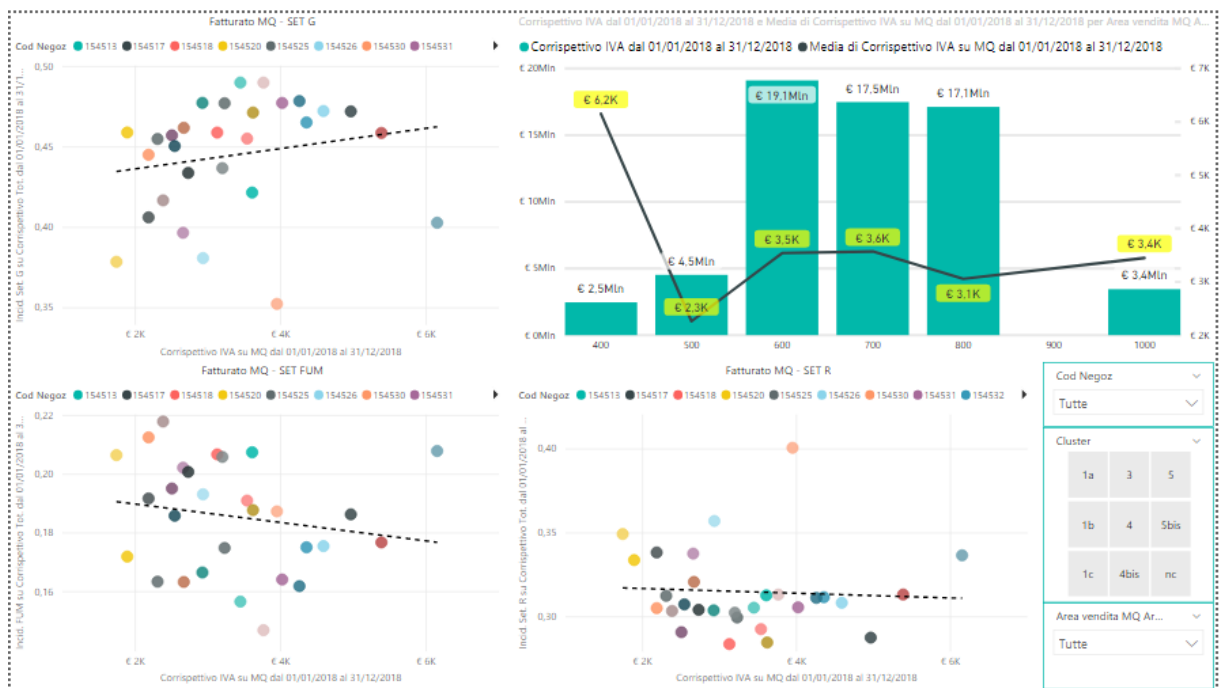 Fatturato MQ - SET G
Cod Negoz 154513 154517 154518 154520 154525 154526 154530 154531
Incid. Set. G su Corrispettivo Tot. dal 01/01/2018 al 31/1...
0,50
0,45
0,40
0,35
€ 2K € 4K € 6K
Corrispettivo IVA su MQ dal 01/01/2018 al 31/12/2018
Corrispettivo IVA dal 01/01/2018 al 31/12/2018 e Media di Corrispettivo IVA su MQ dal 01/01/2018 al 31/12/2018 per Area vendita MQ A...
Corrispettivo IVA dal 01/01/2018 al 31/12/2018 Media di Corrispettivo IVA su MQ dal 01/01/2018 al 31/12/2018
€ 20Mln
€ 15Mln
€ 10Mln
€ 5Mln
€ 0Mln
€ 6,2K
€ 19,1Mln
€ 17,5Mln
€ 17,1Mln
€ 3,5K
€ 3,6K
€ 3,4K
€ 4,5Mln
€ 2,5Mln
€ 2,3K
€ 3,1K
€ 3,4Mln
€ 7K
€ 6K
€ 5K
€ 4K
€ 3K
€ 2K
400 500 600 700 800 900 1000
Fatturato MQ - SET FUM
Cod Negoz 154513 154517 154518 154520 154525 154526 154530 154531
Incid. FUM su Corrispettivo Tot. dal 01/01/2018 al 3...
0,22
0,20
0,18
0,16
€ 2K € 4K € 6K
Corrispettivo IVA su MQ dal 01/01/2018 al 31/12/2018
Fatturato MQ - SET R
Cod Negoz 154513 154517 154518 154520 154525 154526 154530 154531 154532
Incid. Set. R su Corrispettivo Tot. dal 01/01/2018 al ...
0,40
0,35
0,30
€ 2K € 4K € 6K
Corrispettivo IVA su MQ dal 01/01/2018 al 31/12/2018
Cod Negoz
Tutte
Cluster
1a 3 5
1b 4 5bis
1c 4bis nc
Area vendita MQ Ar...
Tutte